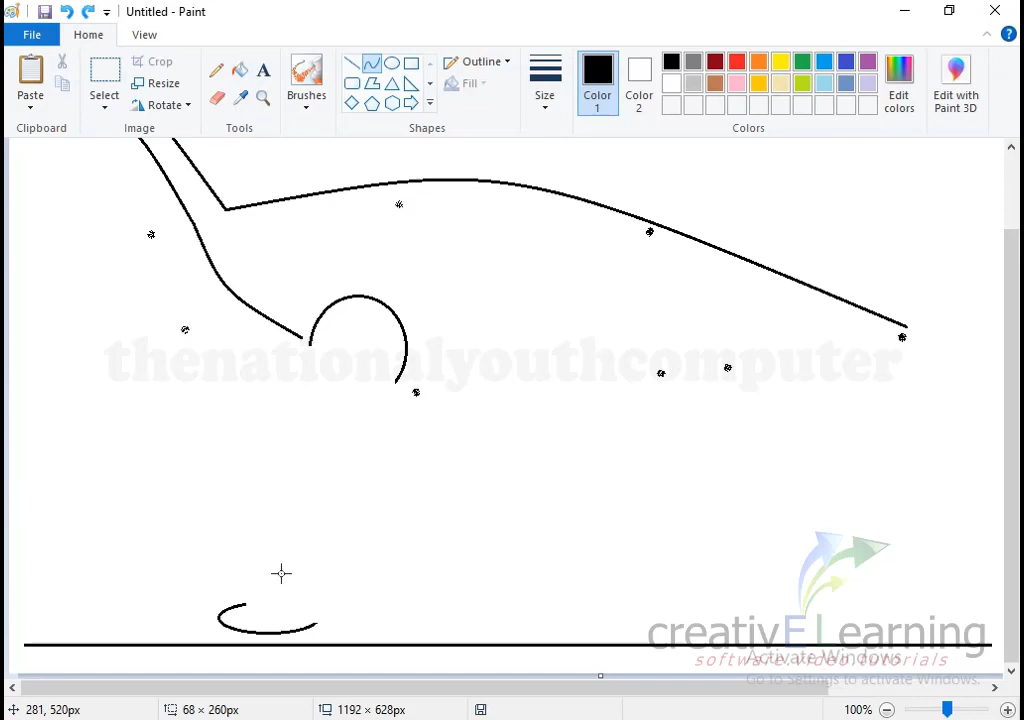 Untitled - Paint
File Home View
Paste
Clipboard
Select
Crop
Resize
Rotate
Image
Tools
Brushes
Outline
Fill
Shapes
Size
Color 1
Color 2
Edit colors
Colors
Edit with Paint 3D
thenationalyouthcomputer
creativELearning
software.video.tutorials
Activate Windows
Go to Settings to activate Windows.
281, 520px
68 × 260px
1192 × 628px
100%